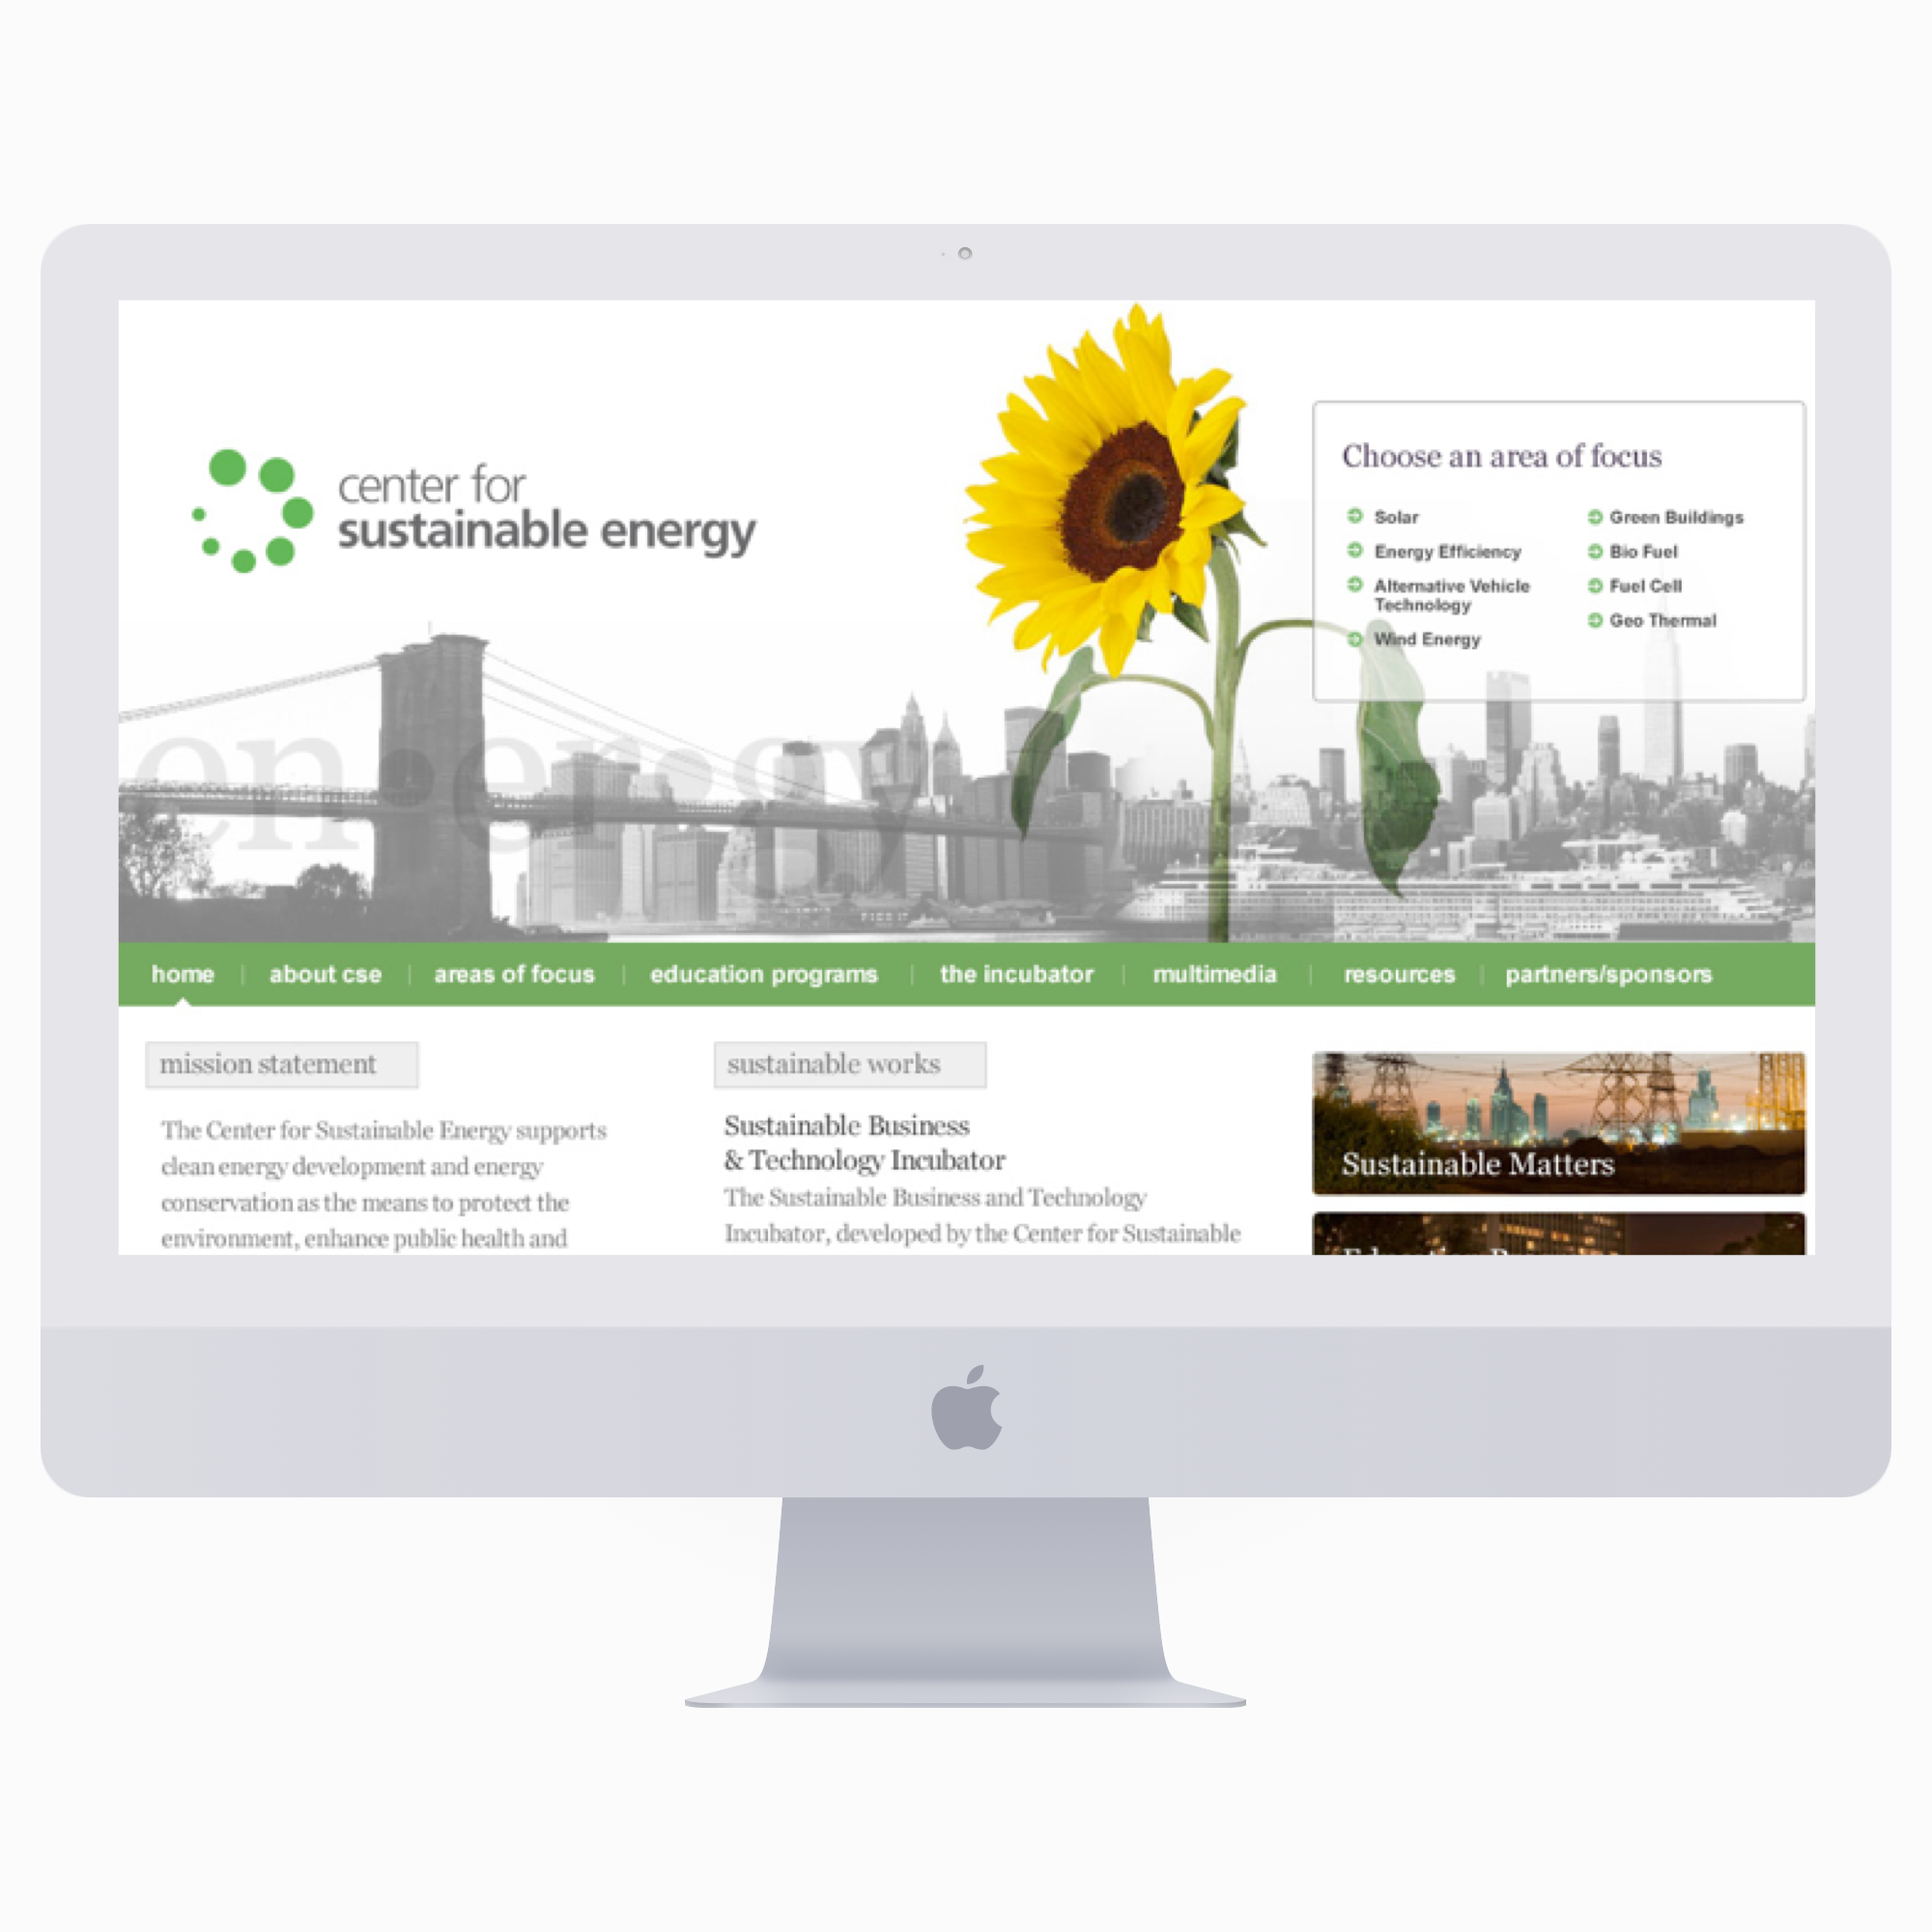 center for
sustainable energy
Choose an area of focus
Solar
Energy Efficiency
Alternative Vehicle
Technology
Wind Energy
Green Buildings
Bio Fuel
Fuel Cell
Geo Thermal
en•er•gy
home | about cse | areas of focus | education programs | the incubator | multimedia | resources | partners/sponsors
mission statement
The Center for Sustainable Energy supports
clean energy development and energy
conservation as the means to protect the
environment, enhance public health and
sustainable works
Sustainable Business
& Technology Incubator
The Sustainable Business and Technology
Incubator, developed by the Center for Sustainable
Sustainable Matters